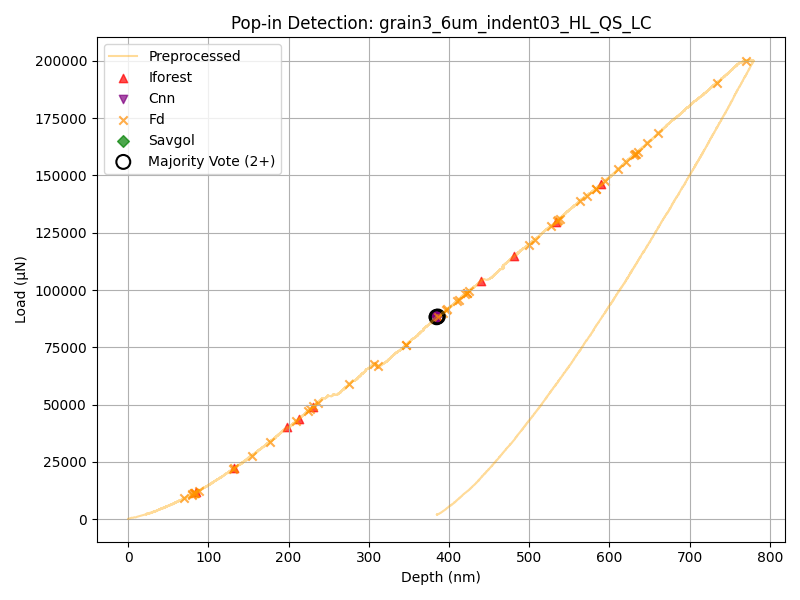 Pop-in Detection: grain3_6um_indent03_HL_QS_LC
Preprocessed
Iforest
Cnn
Fd
Savgol
Majority Vote (2+)
200000
175000
150000
125000
100000
75000
50000
25000
0
Load (µN)
0 100 200 300 400 500 600 700 800
Depth (nm)